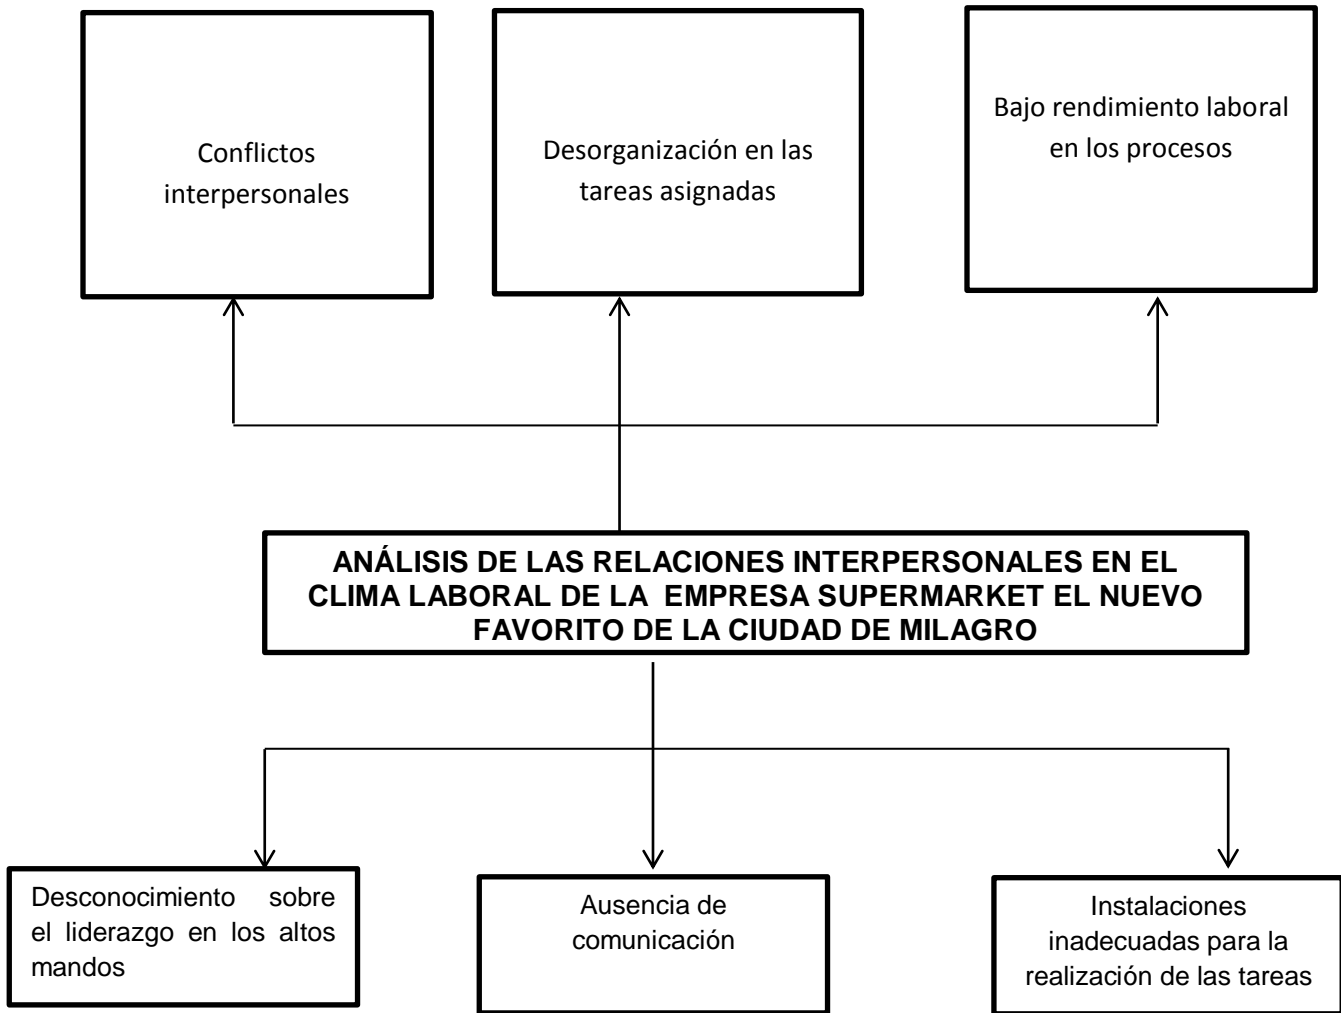 Conflictos
interpersonales
Desorganización en las
tareas asignadas
Bajo rendimiento laboral
en los procesos
ANÁLISIS DE LAS RELACIONES INTERPERSONALES EN EL
CLIMA LABORAL DE LA EMPRESA SUPERMARKET EL NUEVO
FAVORITO DE LA CIUDAD DE MILAGRO
Desconocimiento sobre
el liderazgo en los altos
mandos
Ausencia de
comunicación
Instalaciones
inadecuadas para la
realización de las tareas